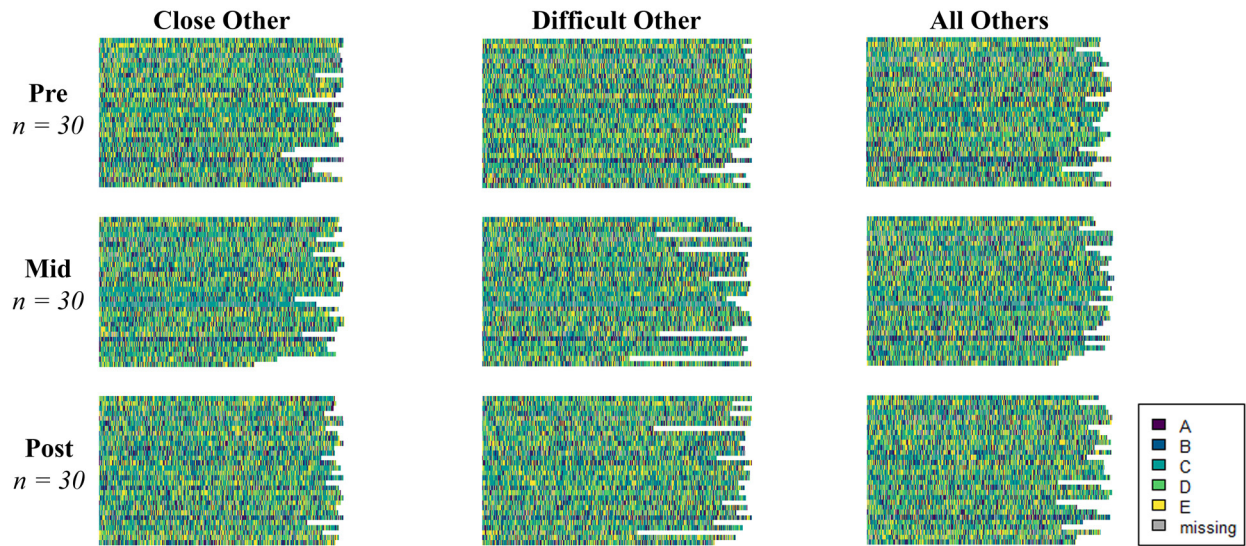 Close Other
Difficult Other
All Others
Pre
n = 30
Mid
n = 30
Post
n = 30
A
B
C
D
E
missing